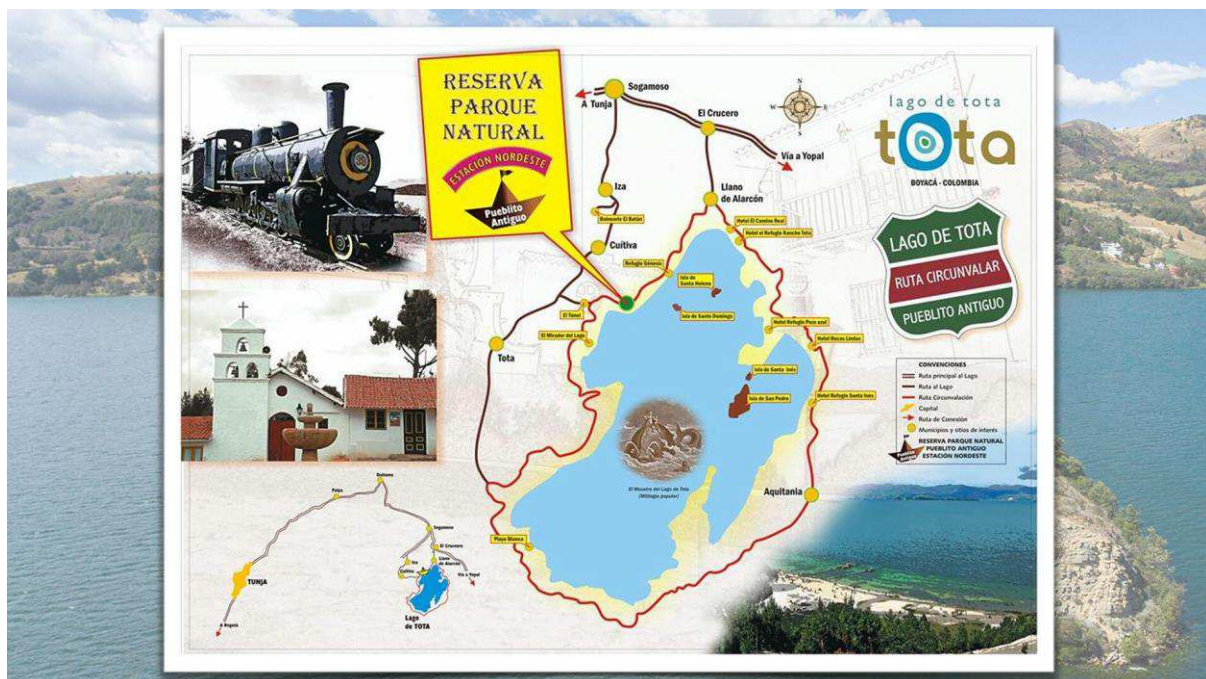 RESERVA
PARQUE
NATURAL
ESTACIÓN NORDESTE
Pueblito
Antiguo
A Tunja
Sogamoso
El Crucero
Vía a Yopal
N
W
E
S
lago de tota
tota
BOYACÁ - COLOMBIA
LAGO DE TOTA
RUTA CIRCUNVALAR
PUEBLITO ANTIGUO
Iza
Balneario El Batán
Cuítiva
Llano
de Alarcón
Hotel El Camino Real
Hotel el Refugio Rancho Tota
Refugio Génesis
Isla de
Santa Helena
Isla de Santo Domingo
El Túnel
El Mirador del Lago
Tota
Hotel Refugio Pozo azul
Hotel Rocas Lindas
Isla de Santa Inés
Isla de San Pedro
Hotel Refugio Santa Inés
El Monstruo del Lago de Tota
(Mitología popular)
Aquitania
Playa Blanca
CONVENCIONES
Ruta principal al Lago
Ruta al Lago
Ruta Circunvalación
Capital
Ruta de Conexión
Municipios y sitios de interés
RESERVA PARQUE NATURAL
PUEBLITO ANTIGUO
ESTACIÓN NORDESTE
Pueblito
Antiguo
Duitama
Paipa
Sogamoso
El Crucero
Iza
Llano
de Alarcón
Cuítiva
Vía a Yopal
TUNJA
A Bogotá
Lago
de TOTA